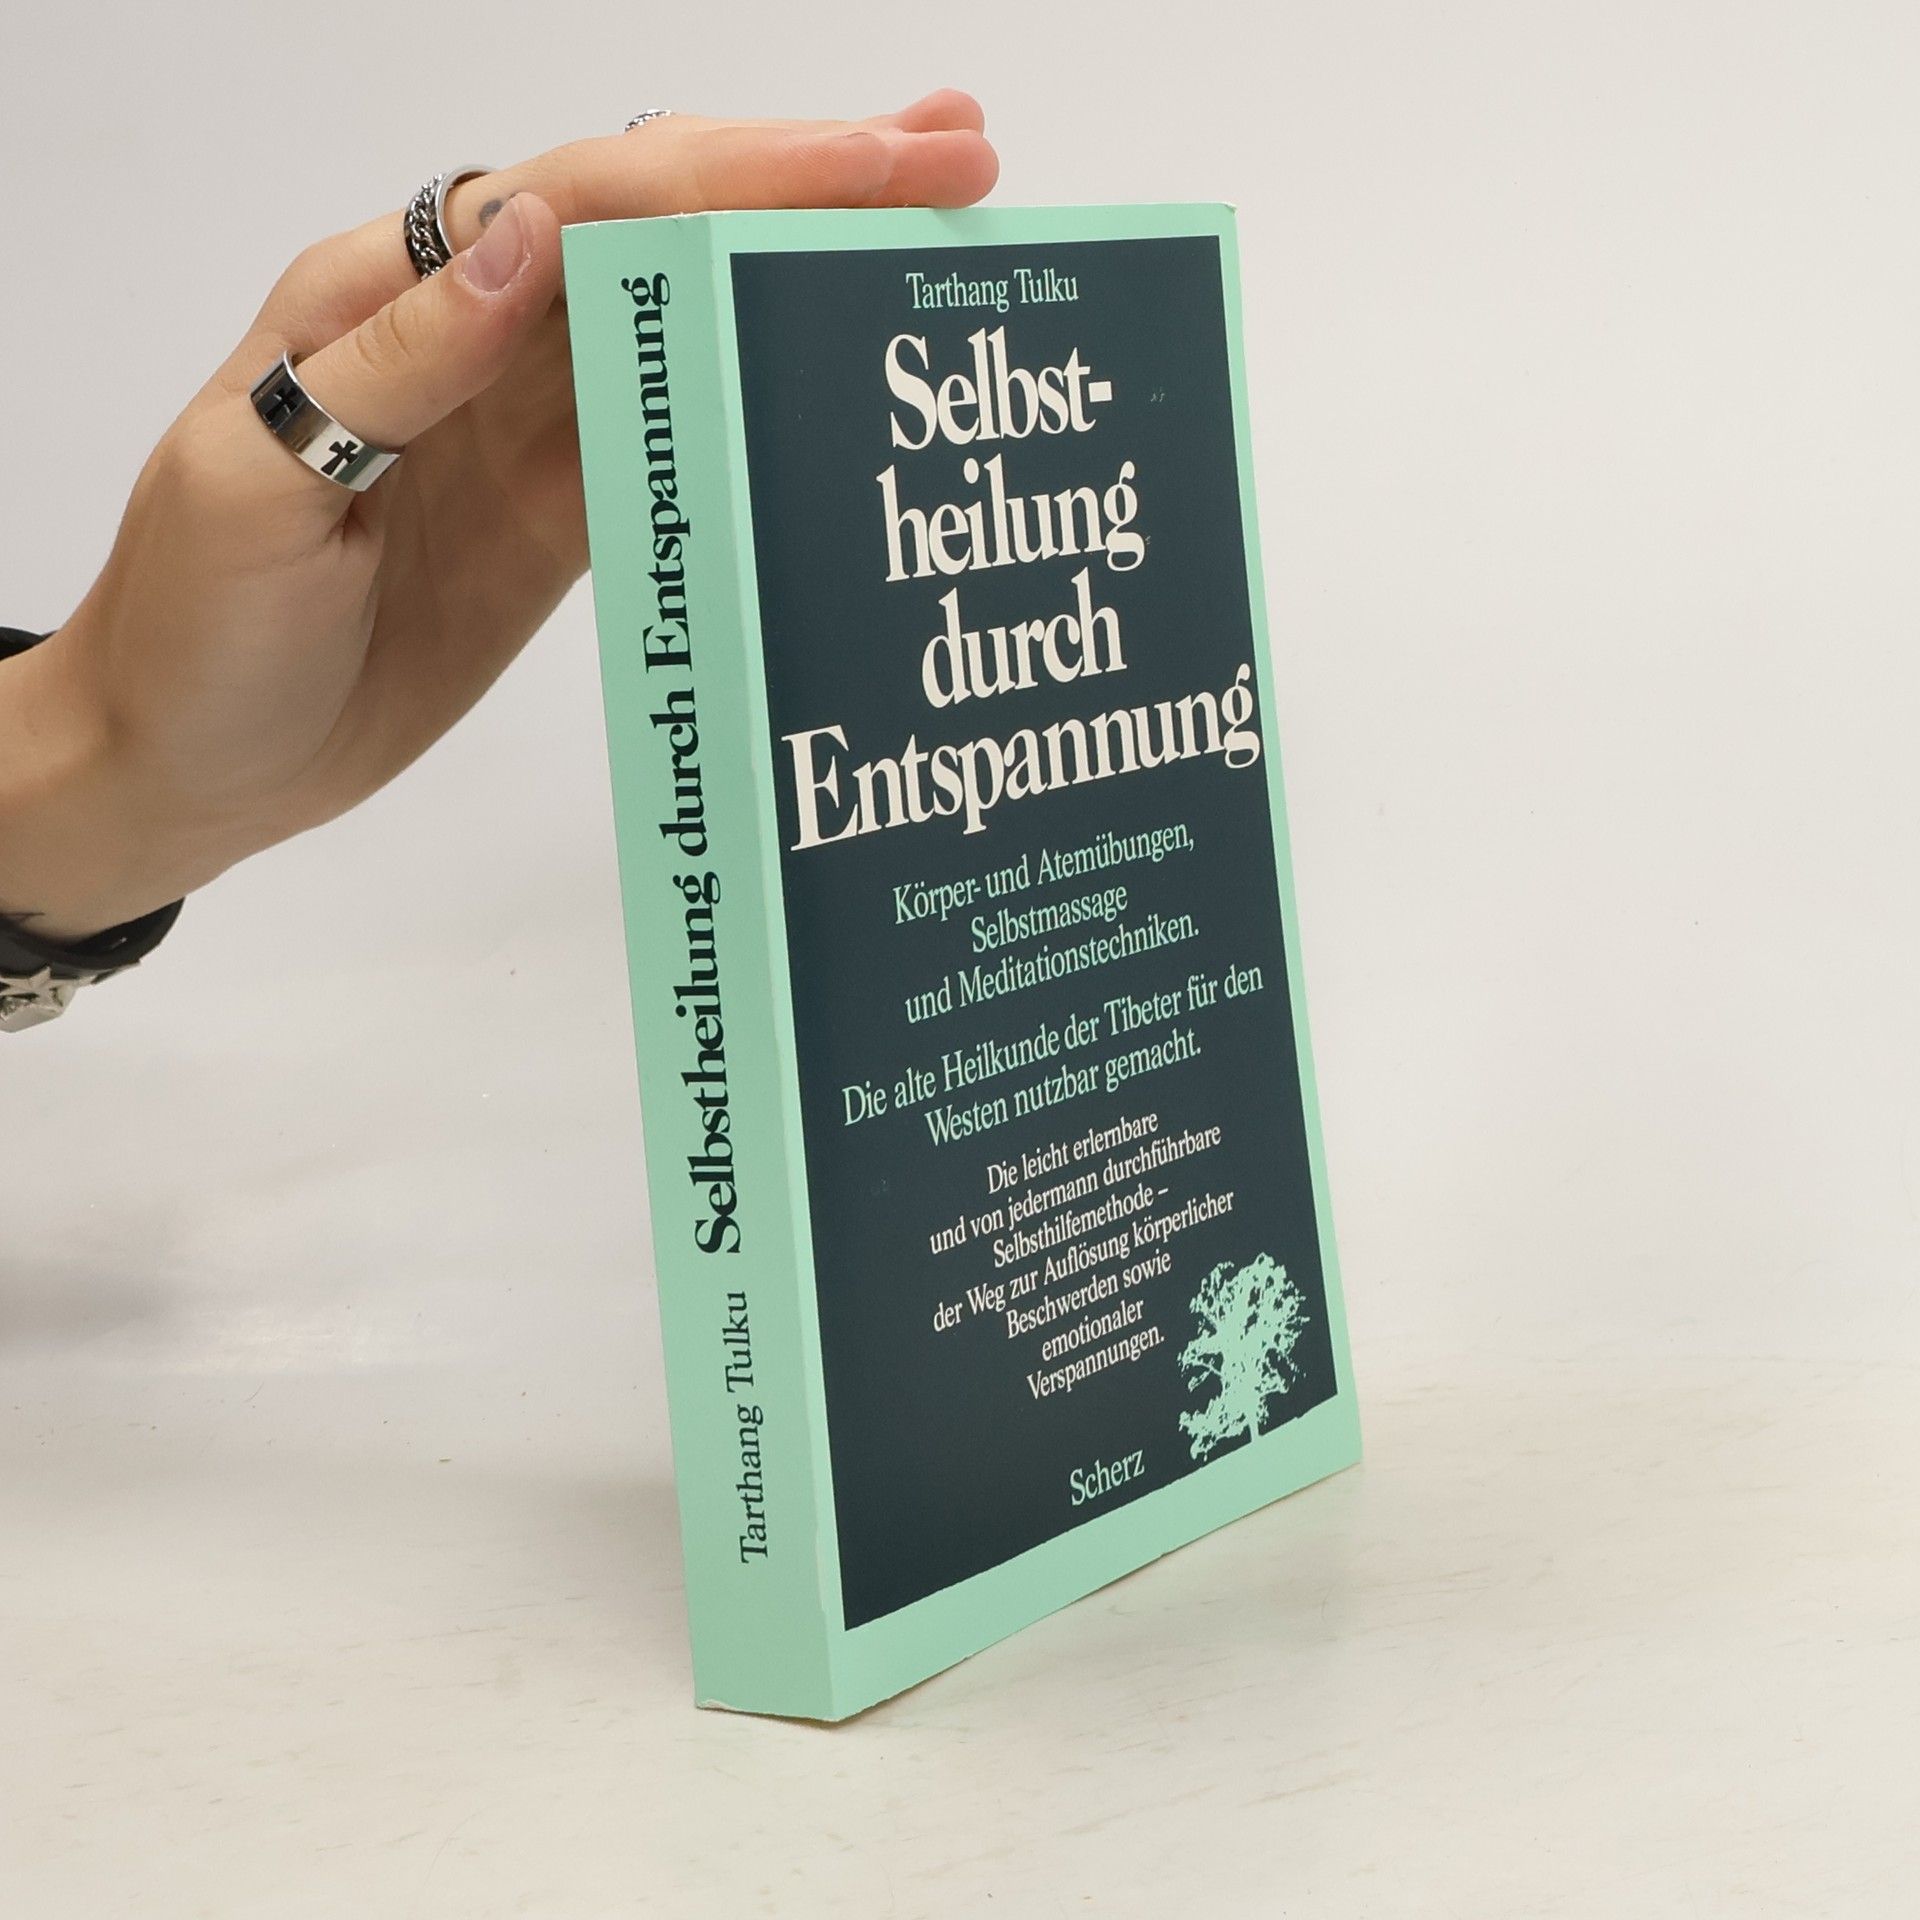 Tarthang Tulku
Selbst-
heilung
durch
Entspannung
Körper- und Atemübungen,
Selbstmassage
und Meditationstechniken.
Die alte Heilkunde der Tibeter für den
Westen nutzbar gemacht.
Die leicht erlernbare
und von jedermann durchführbare
Selbsthilfemethode –
der Weg zur Auflösung körperlicher
Beschwerden sowie
emotionaler
Verspannungen.
Scherz
Tarthang Tulku Selbstheilung durch Entspannung